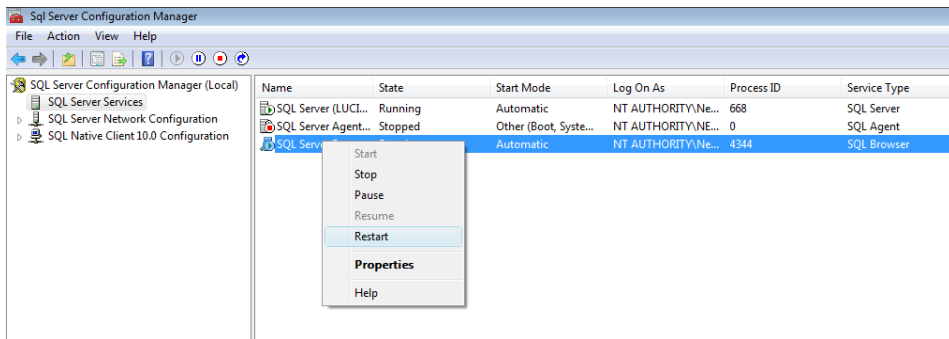 Sql Server Configuration Manager
File Action View Help
SQL Server Configuration Manager (Local)
SQL Server Services
SQL Server Network Configuration
SQL Native Client 10.0 Configuration
Name State Start Mode Log On As Process ID Service Type
SQL Server (LUCI... Running Automatic NT AUTHORITY\Ne... 668 SQL Server
SQL Server Agent... Stopped Other (Boot, Syste... NT AUTHORITY\NE... 0 SQL Agent
SQL Automatic NT AUTHORITY\NE... 4344 SQL Browser
Start
Stop
Pause
Resume
Restart
Properties
Help